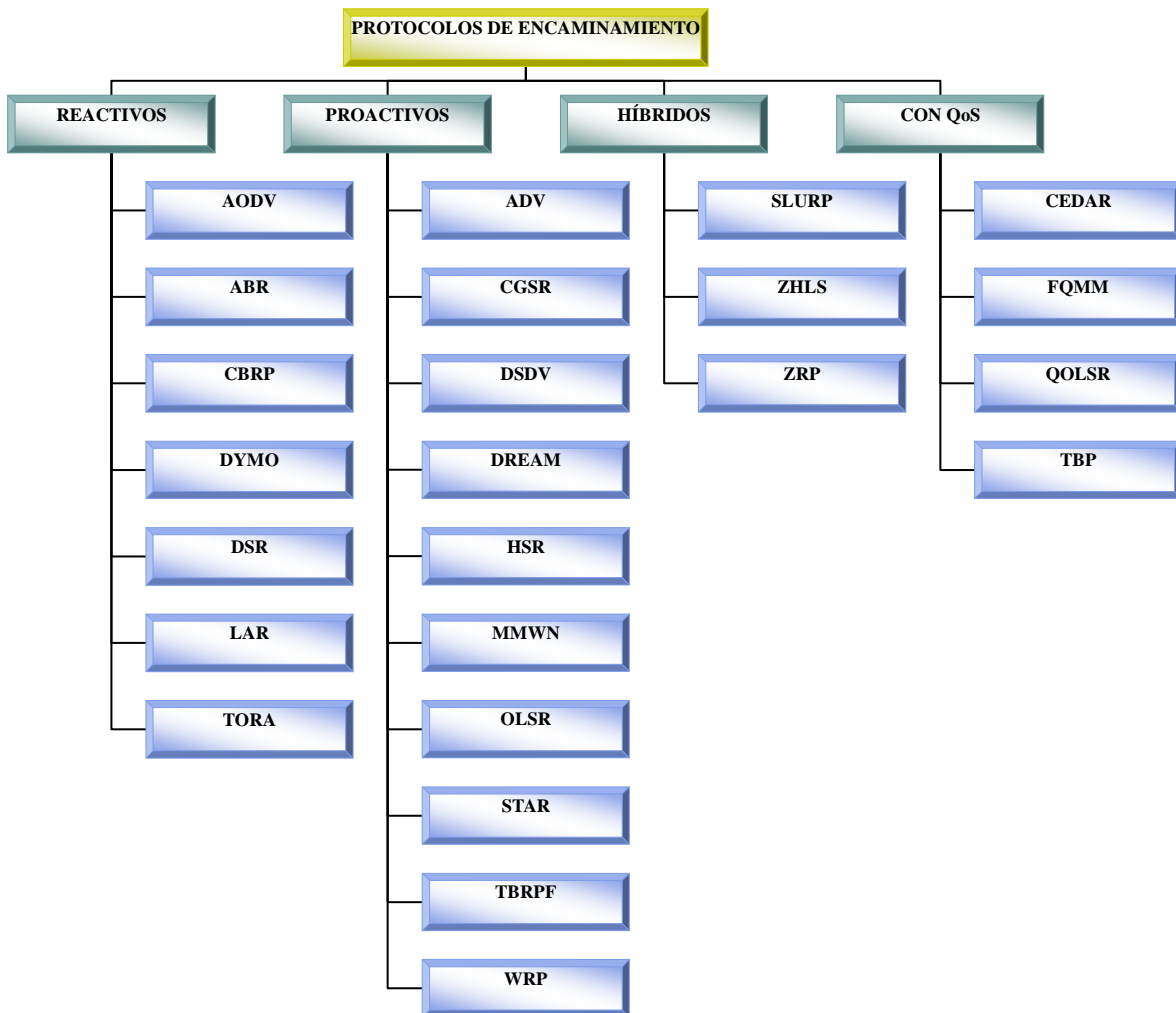 PROTOCOLOS DE ENCAMINAMIENTO
REACTIVOS
PROACTIVOS
HÍBRIDOS
CON QoS
AODV
ABR
CBRP
DYMO
DSR
LAR
TORA
ADV
CGSR
DSDV
DREAM
HSR
MMWN
OLSR
STAR
TBRPF
WRP
SLURP
ZHLS
ZRP
CEDAR
FQMM
QOLSR
TBP